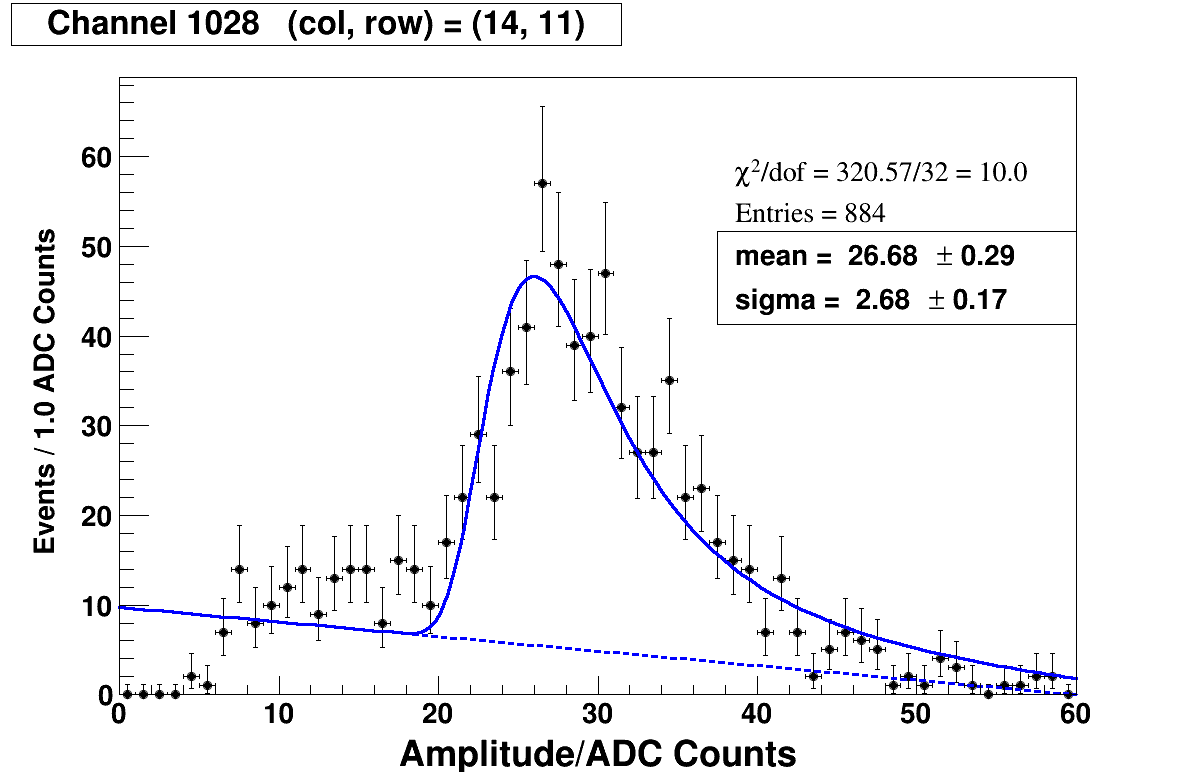 Channel 1028 (col, row) = (14, 11)
χ²/dof = 320.57/32 = 10.0
Entries = 884
mean = 26.68 ± 0.29
sigma = 2.68 ± 0.17
Events / 1.0 ADC Counts
60
50
40
30
20
10
0
0 10 20 30 40 50 60
Amplitude/ADC Counts